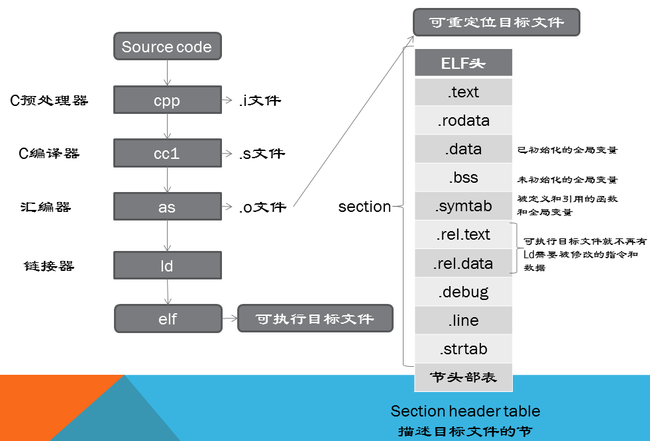 Source code
C预处理器
cpp
.i文件
C编译器
cc1
.s文件
汇编器
as
.o文件
链接器
ld
elf
可执行目标文件
可重定位目标文件
section
ELF头
.text
.rodata
.data
已初始化的全局变量
.bss
未初始化的全局变量
.symtab
被定义和引用的函数
和全局变量
.rel.text
.rel.data
可执行目标文件就不再有
Ld需要被修改的指令和
数据
.debug
.line
.strtab
节头部表
Section header table
描述目标文件的节